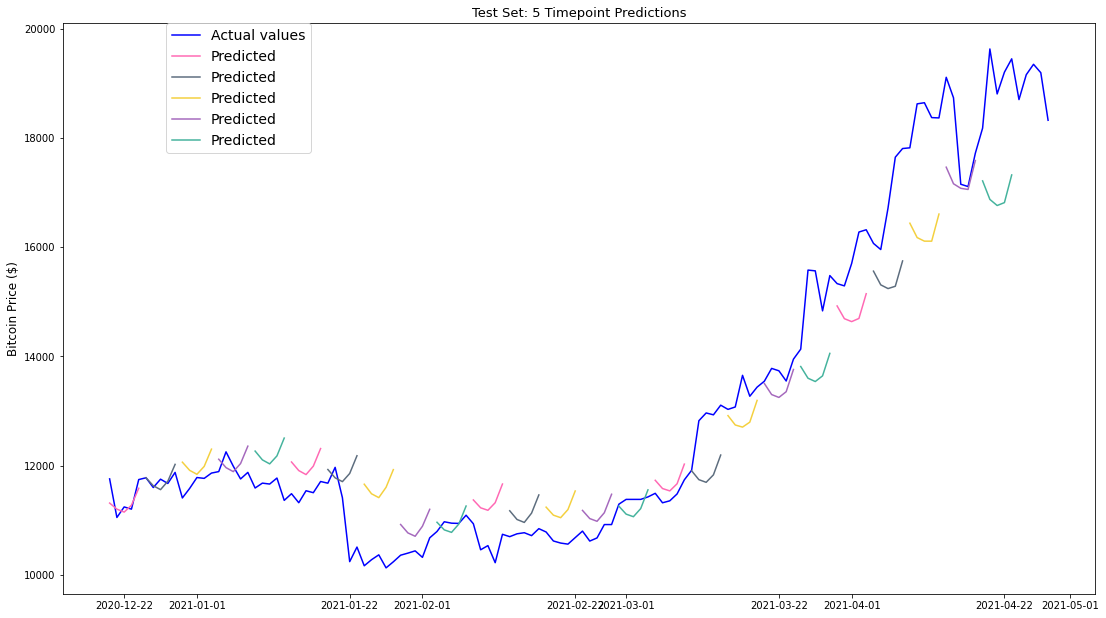 Test Set: 5 Timepoint Predictions
Actual values
Predicted
Predicted
Predicted
Predicted
Predicted
Bitcoin Price ($)
20000
18000
16000
14000
12000
10000
2020-12-22 2021-01-01 2021-01-22 2021-02-01 2021-02-22 2021-03-01 2021-03-22 2021-04-01 2021-04-22 2021-05-01